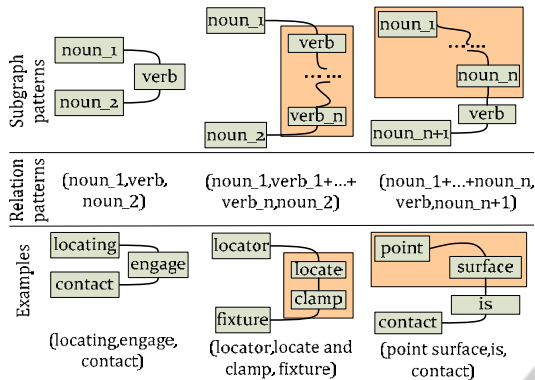 Subgraph
patterns
noun_1
verb
noun_2
noun_1
verb
......
verb_n
noun_2
noun_1
......
noun_n
verb
noun_n+1
Relation
patterns
(noun_1,verb,
noun_2)
(noun_1,verb_1+...+
verb_n,noun_2)
(noun_1+...+noun_n,
verb,noun_n+1)
Examples
locating
engage
contact
(locating,engage,
contact)
locator
locate
clamp
fixture
(locator,locate and
clamp, fixture)
point
surface
is
contact
(point surface,is,
contact)